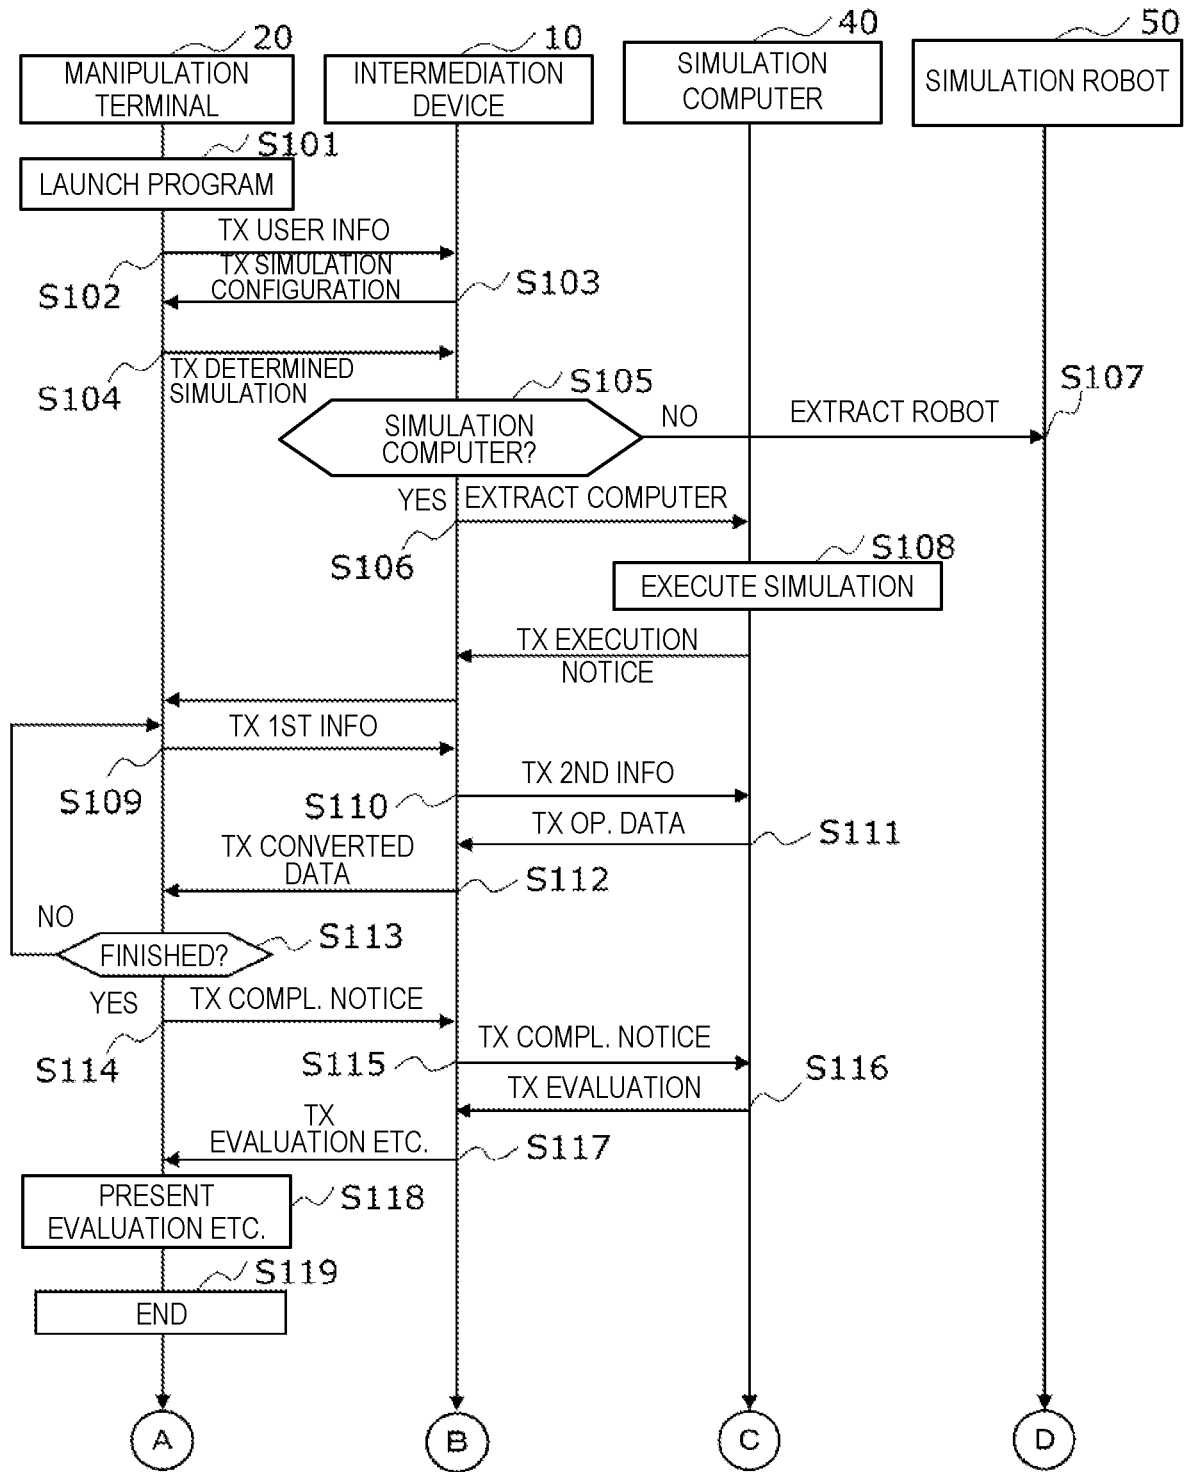 20
10
40
50
MANIPULATION
TERMINAL
INTERMEDIATION
DEVICE
SIMULATION
COMPUTER
SIMULATION ROBOT
S101
LAUNCH PROGRAM
TX USER INFO
S102
TX SIMULATION
CONFIGURATION
S103
S104
TX DETERMINED
SIMULATION
S105
SIMULATION
COMPUTER?
NO
EXTRACT ROBOT
S107
YES
EXTRACT COMPUTER
S106
S108
EXECUTE SIMULATION
TX EXECUTION
NOTICE
TX 1ST INFO
S109
TX 2ND INFO
S110
TX OP. DATA
S111
TX CONVERTED
DATA
S112
NO
FINISHED?
S113
YES
TX COMPL. NOTICE
S114
TX COMPL. NOTICE
S115
TX EVALUATION
S116
TX
EVALUATION ETC.
S117
PRESENT
EVALUATION ETC.
S118
S119
END
A
B
C
D